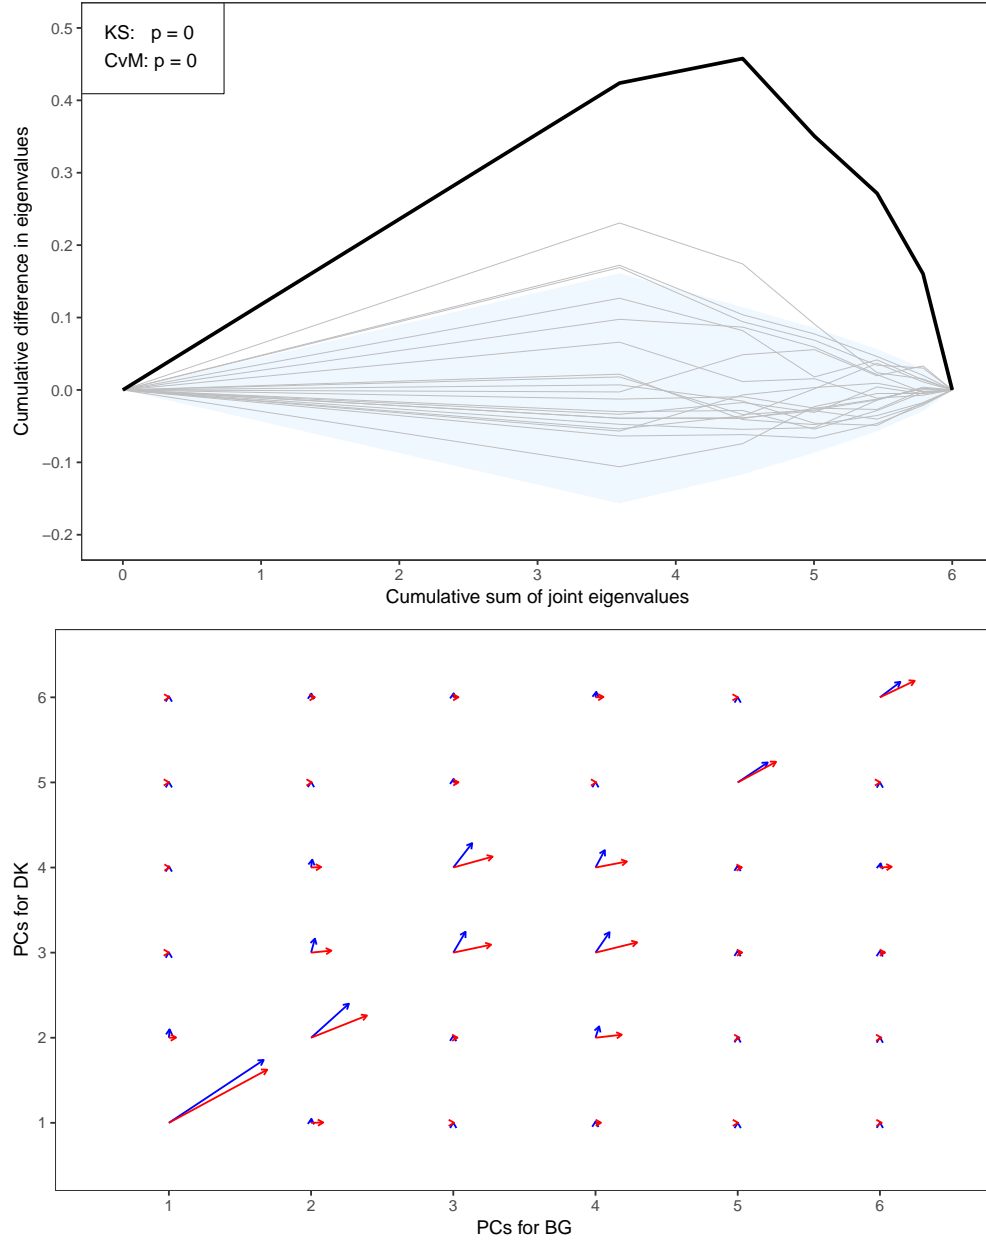 KS: p = 0
CvM: p = 0
Cumulative difference in eigenvalues
0.5
0.4
0.3
0.2
0.1
0.0
−0.1
−0.2
0 1 2 3 4 5 6
Cumulative sum of joint eigenvalues
PCs for DK
6
5
4
3
2
1
1 2 3 4 5 6
PCs for BG